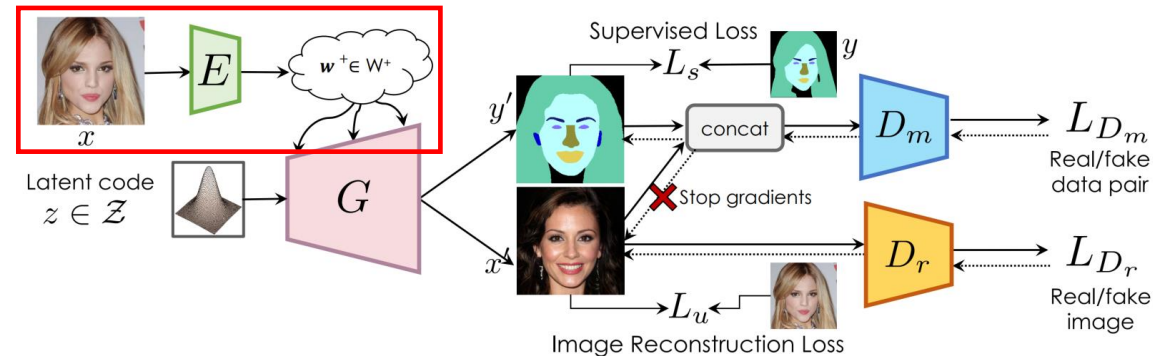 E
w⁺ ∈ W⁺
x
Latent code
z ∈ Z
G
y'
x'
Supervised Loss
L_s
y
concat
Stop gradients
D_m
L_{D_m}
Real/fake
data pair
D_r
L_{D_r}
Real/fake
image
L_u
Image Reconstruction Loss